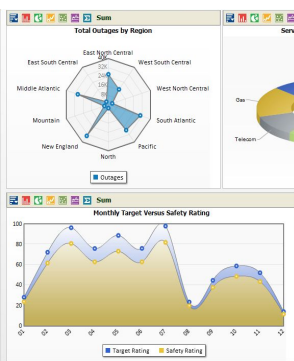 Sum
Total Outages by Region
Serv
East North Central
East South Central
West South Central
Middle Atlantic
West North Central
Mountain
South Atlantic
New England
Pacific
North
Outages
Gas
Telecom
Sum
Monthly Target Versus Safety Rating
100
80
60
40
20
0
01 02 03 04 05 06 07 08 09 10 11 12
Target Rating Safety Rating